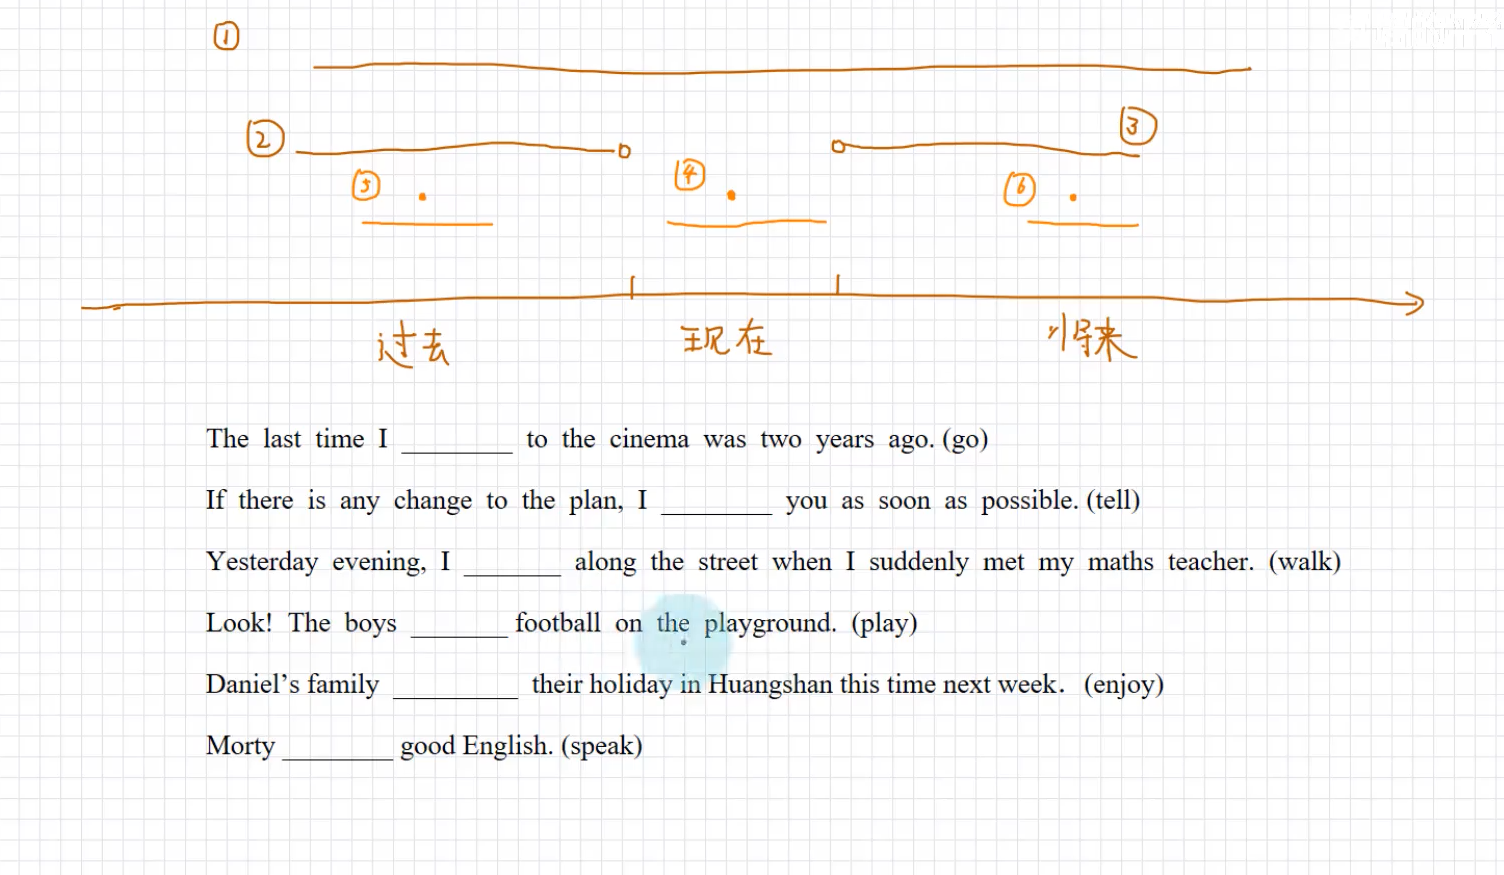 ①
② ③
⑤ ④ ⑥
过去 现在 将来
The last time I ________ to the cinema was two years ago. (go)
If there is any change to the plan, I ________ you as soon as possible. (tell)
Yesterday evening, I _______ along the street when I suddenly met my maths teacher. (walk)
Look! The boys _______ football on the playground. (play)
Daniel’s family _________ their holiday in Huangshan this time next week. (enjoy)
Morty ________ good English. (speak)